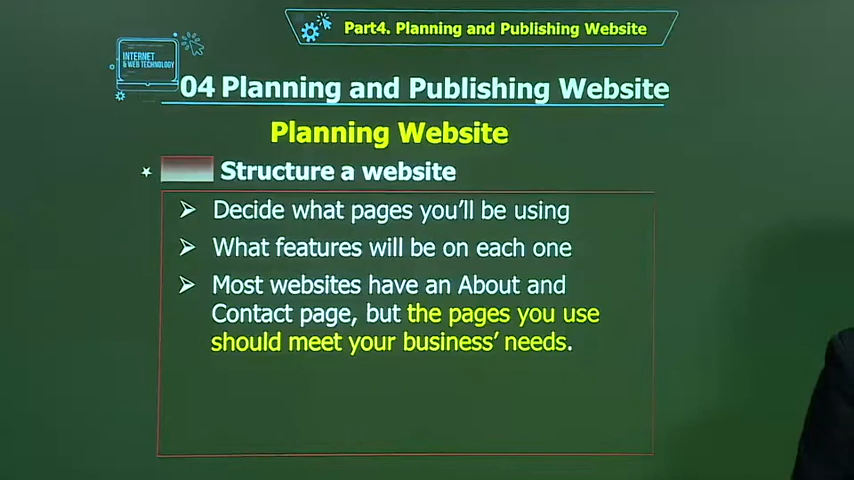 Part4. Planning and Publishing Website
INTERNET
& WEB TECHNOLOGY
04 Planning and Publishing Website
Planning Website
Structure a website
Decide what pages you'll be using
What features will be on each one
Most websites have an About and
Contact page, but the pages you use
should meet your business' needs.